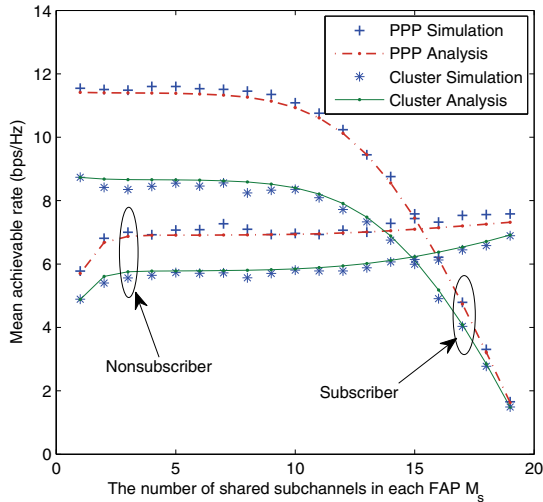 14
12
10
8
6
4
2
0
Mean achievable rate (bps/Hz)
PPP Simulation
PPP Analysis
Cluster Simulation
Cluster Analysis
Nonsubscriber
Subscriber
0 5 10 15 20
The number of shared subchannels in each FAP M_s